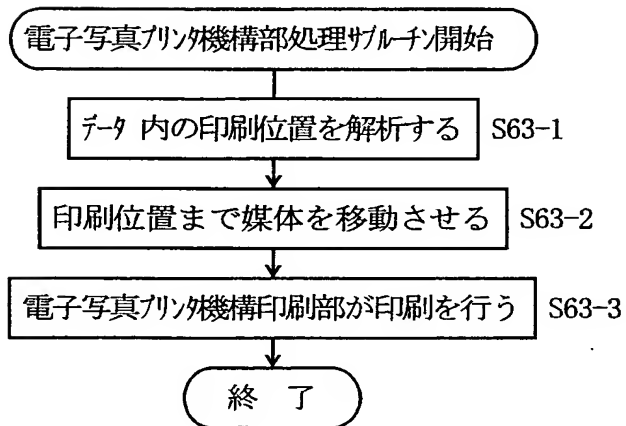 電子写真プリンタ機構部処理サブルーチン開始
データ 内の印刷位置を解析する S63-1
印刷位置まで媒体を移動させる S63-2
電子写真プリンタ機構印刷部が印刷を行う S63-3
終 了